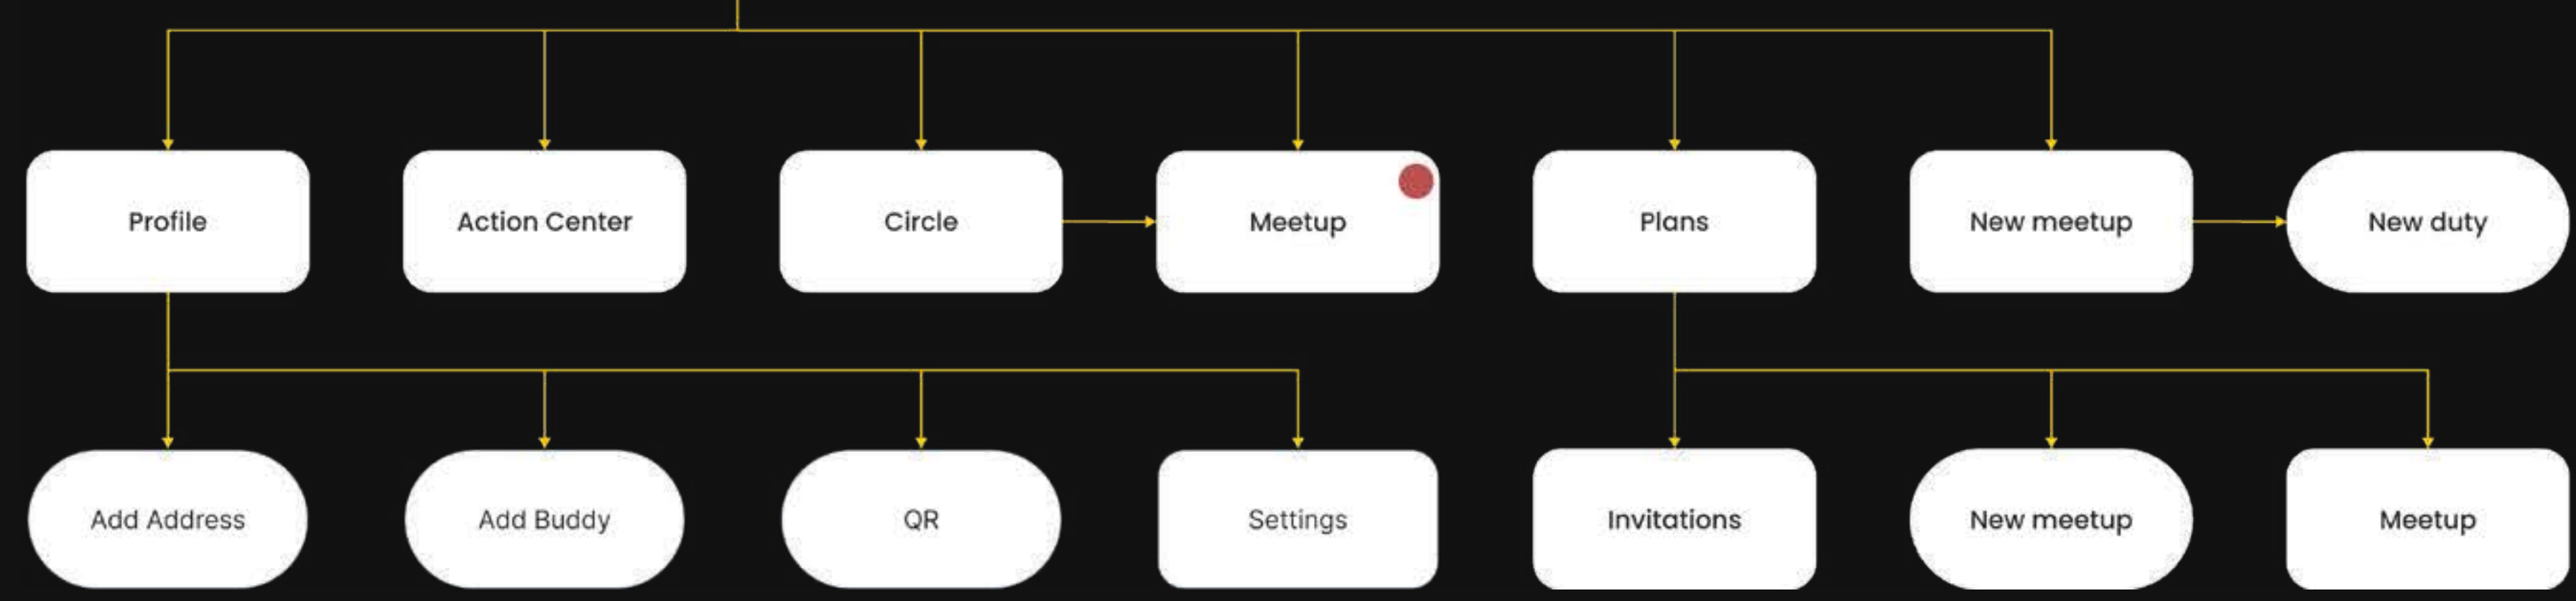 Profile
Action Center
Circle
Meetup
Plans
New meetup
New duty
Add Address
Add Buddy
QR
Settings
Invitations
New meetup
Meetup